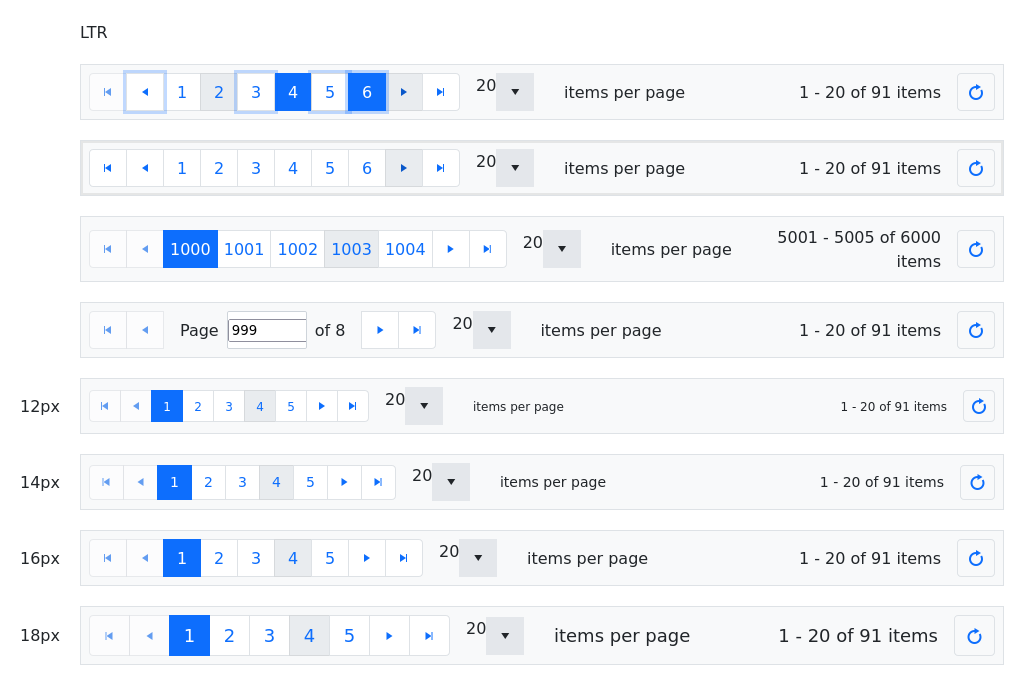 LTR
1 2 3 4 5 6 20 items per page 1 - 20 of 91 items
1 2 3 4 5 6 20 items per page 1 - 20 of 91 items
1000 1001 1002 1003 1004 20 items per page 5001 - 5005 of 6000
items
Page 999 of 8 20 items per page 1 - 20 of 91 items
12px 1 2 3 4 5 20 items per page 1 - 20 of 91 items
14px 1 2 3 4 5 20 items per page 1 - 20 of 91 items
16px 1 2 3 4 5 20 items per page 1 - 20 of 91 items
18px 1 2 3 4 5 20 items per page 1 - 20 of 91 items